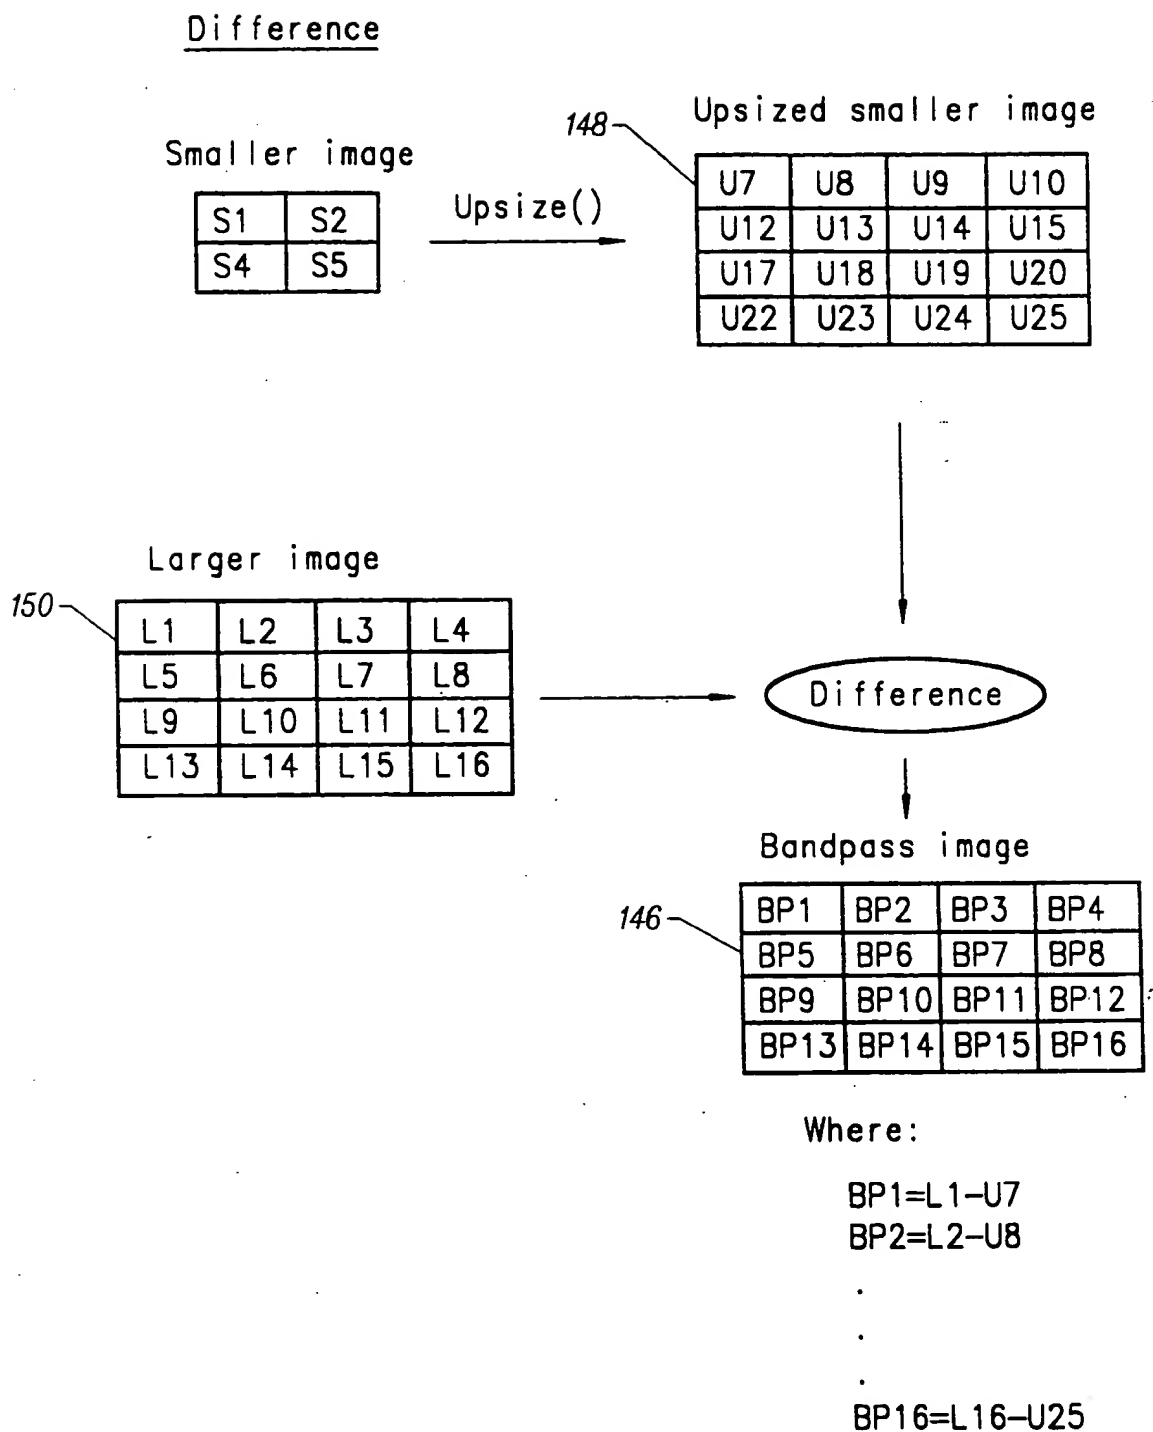 Difference
Smaller image
S1 S2
S4 S5
Upsize()
148
Upsized smaller image
U7 U8 U9 U10
U12 U13 U14 U15
U17 U18 U19 U20
U22 U23 U24 U25
Larger image
150
L1 L2 L3 L4
L5 L6 L7 L8
L9 L10 L11 L12
L13 L14 L15 L16
Difference
Bandpass image
146
BP1 BP2 BP3 BP4
BP5 BP6 BP7 BP8
BP9 BP10 BP11 BP12
BP13 BP14 BP15 BP16
Where:
BP1=L1-U7
BP2=L2-U8
.
.
.
BP16=L16-U25